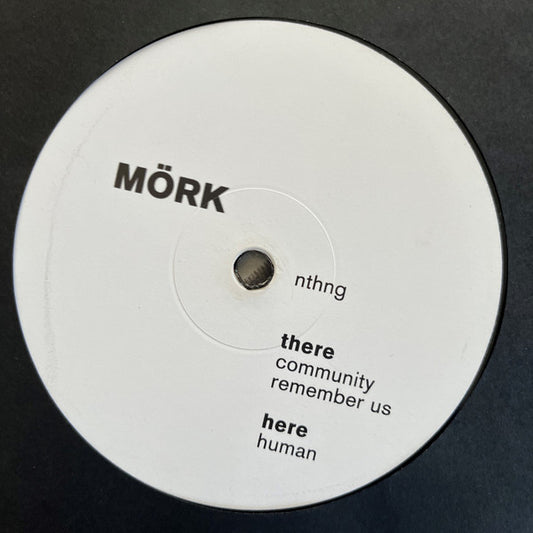 MÖRK
nthng
there
community
remember us
here
human